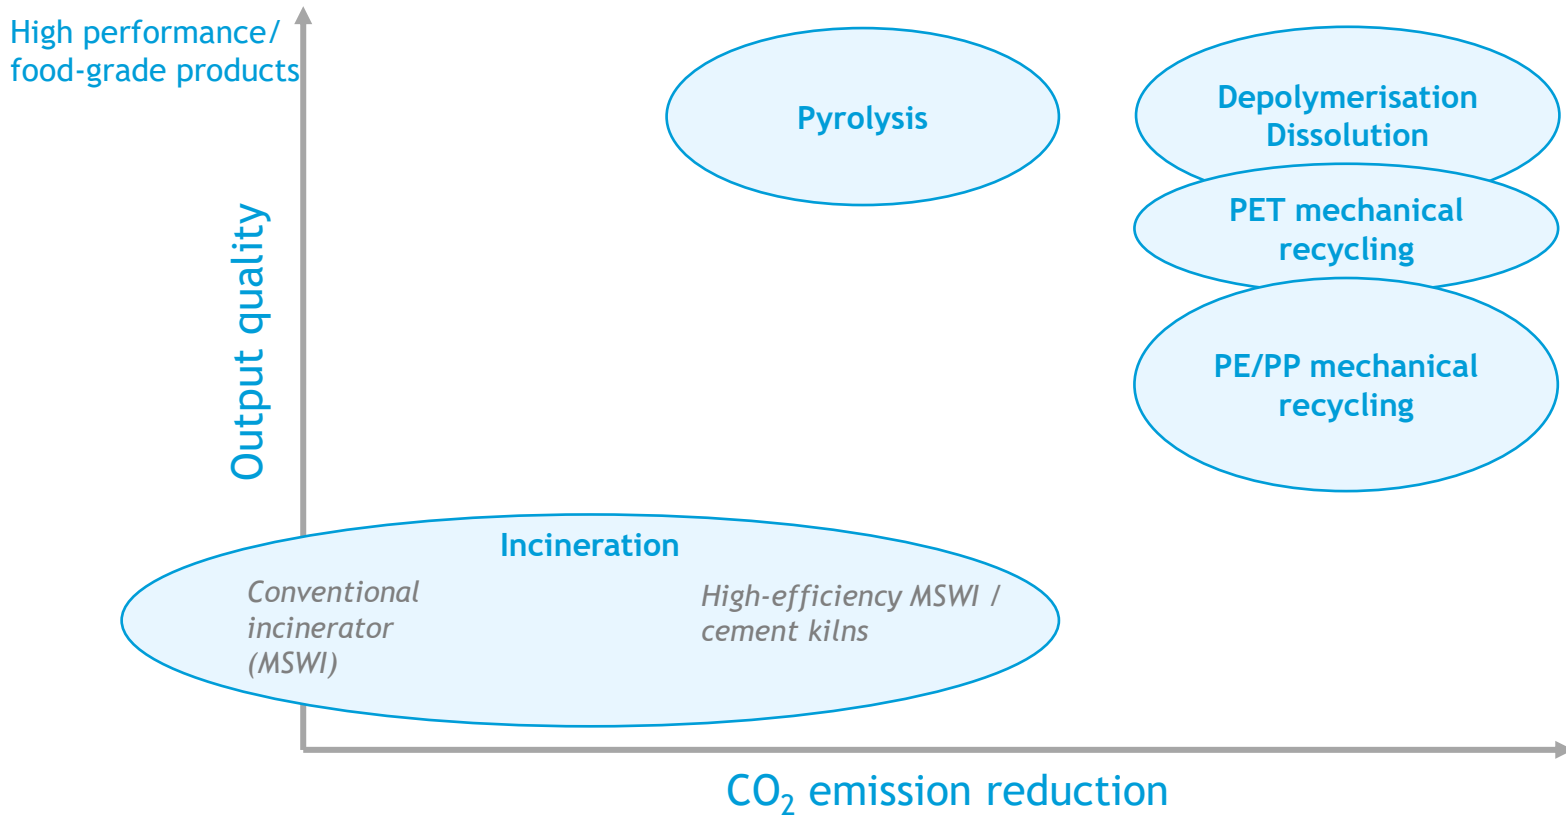 High performance/
food-grade products
Output quality
Pyrolysis
Depolymerisation
Dissolution
PET mechanical
recycling
PE/PP mechanical
recycling
Incineration
Conventional
incinerator
(MSWI)
High-efficiency MSWI /
cement kilns
CO₂ emission reduction